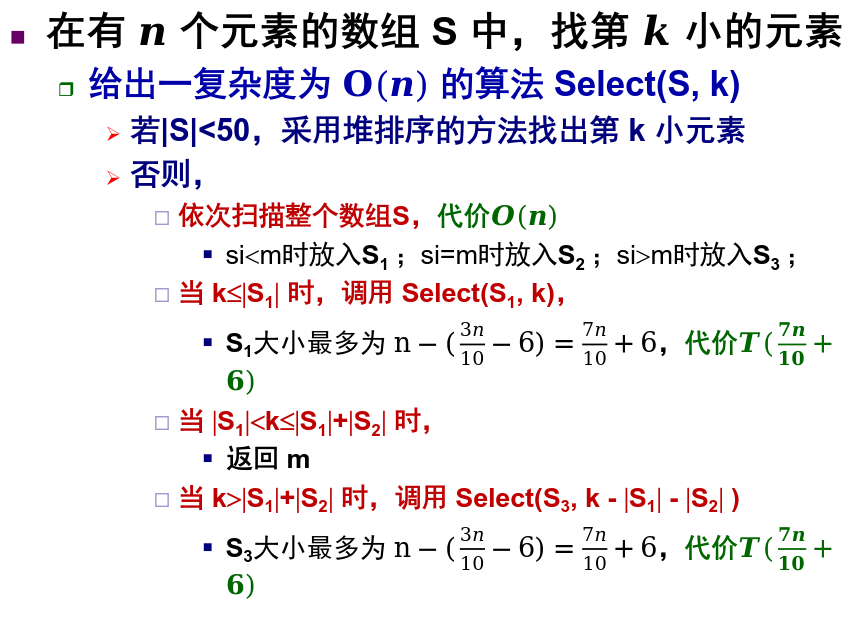 在有 n 个元素的数组 S 中，找第 k 小的元素
给出一复杂度为 O(n) 的算法 Select(S, k)
若|S|<50，采用堆排序的方法找出第 k 小元素
否则，
依次扫描整个数组S，代价O(n)
si<m时放入S₁；si=m时放入S₂；si>m时放入S₃；
当 k≤|S₁| 时，调用 Select(S₁, k)，
S₁大小最多为 n − (3n/10 − 6) = 7n/10 + 6，代价T(7n/10 +
6)
当 |S₁|<k≤|S₁|+|S₂| 时，
返回 m
当 k>|S₁|+|S₂| 时，调用 Select(S₃, k - |S₁| - |S₂| )
S₃大小最多为 n − (3n/10 − 6) = 7n/10 + 6，代价T(7n/10 +
6)